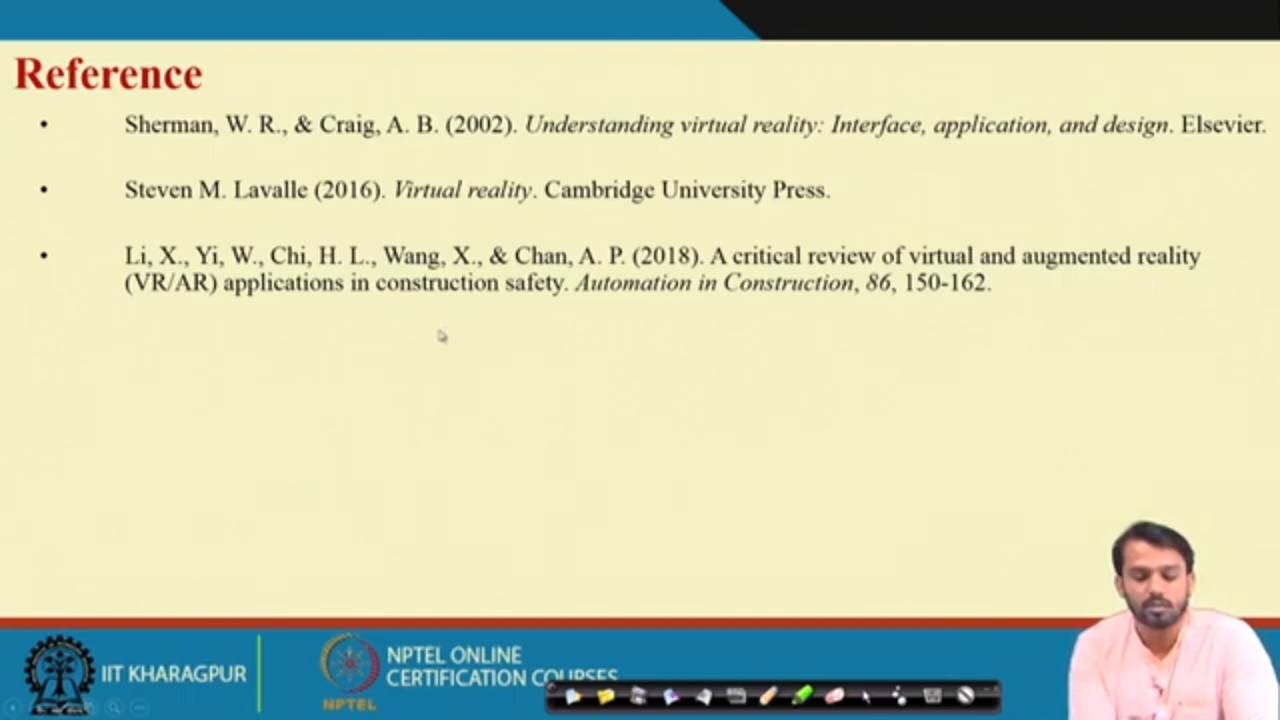 Reference
• Sherman, W. R., & Craig, A. B. (2002). Understanding virtual reality: Interface, application, and design. Elsevier.
• Steven M. Lavalle (2016). Virtual reality. Cambridge University Press.
• Li, X., Yi, W., Chi, H. L., Wang, X., & Chan, A. P. (2018). A critical review of virtual and augmented reality
(VR/AR) applications in construction safety. Automation in Construction, 86, 150-162.
IIT KHARAGPUR
NPTEL
NPTEL ONLINE
CERTIFICATION COURSES